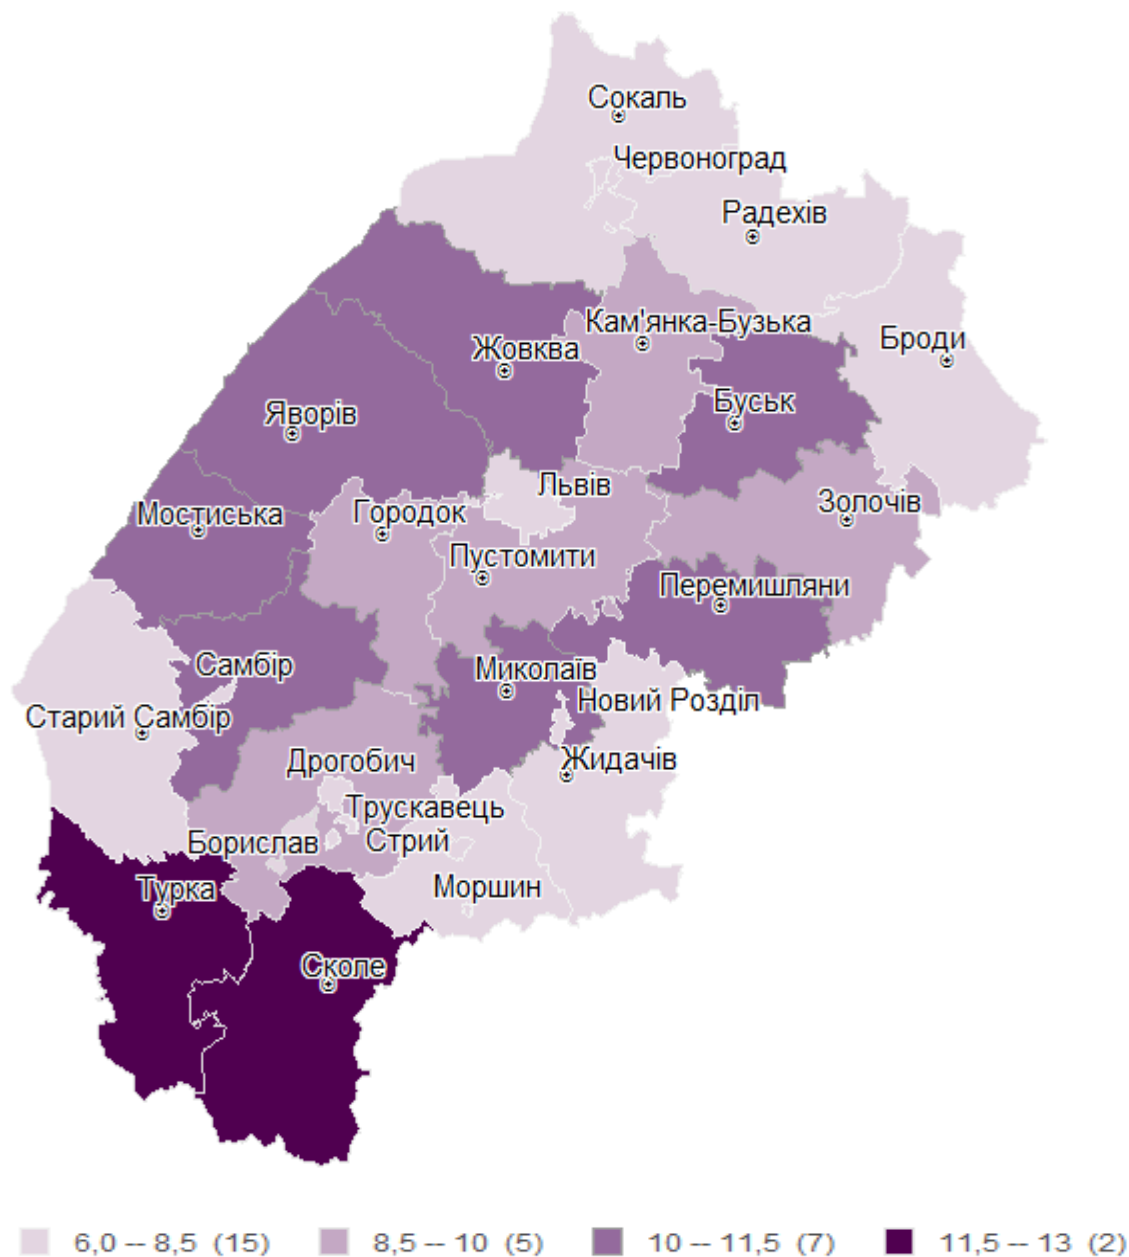 Сокаль
Червоноград
Радехів
Кам'янка-Бузька
Броди
Жовква
Буськ
Яворів
Львів
Золочів
Мостиська
Городок
Пустомити
Перемишляни
Самбір
Миколаїв
Новий Розділ
Старий Самбір
Дрогобич
Жидачів
Трускавець
Борислав
Стрий
Турка
Моршин
Сколе
6,0 -- 8,5 (15)
8,5 -- 10 (5)
10 -- 11,5 (7)
11,5 -- 13 (2)